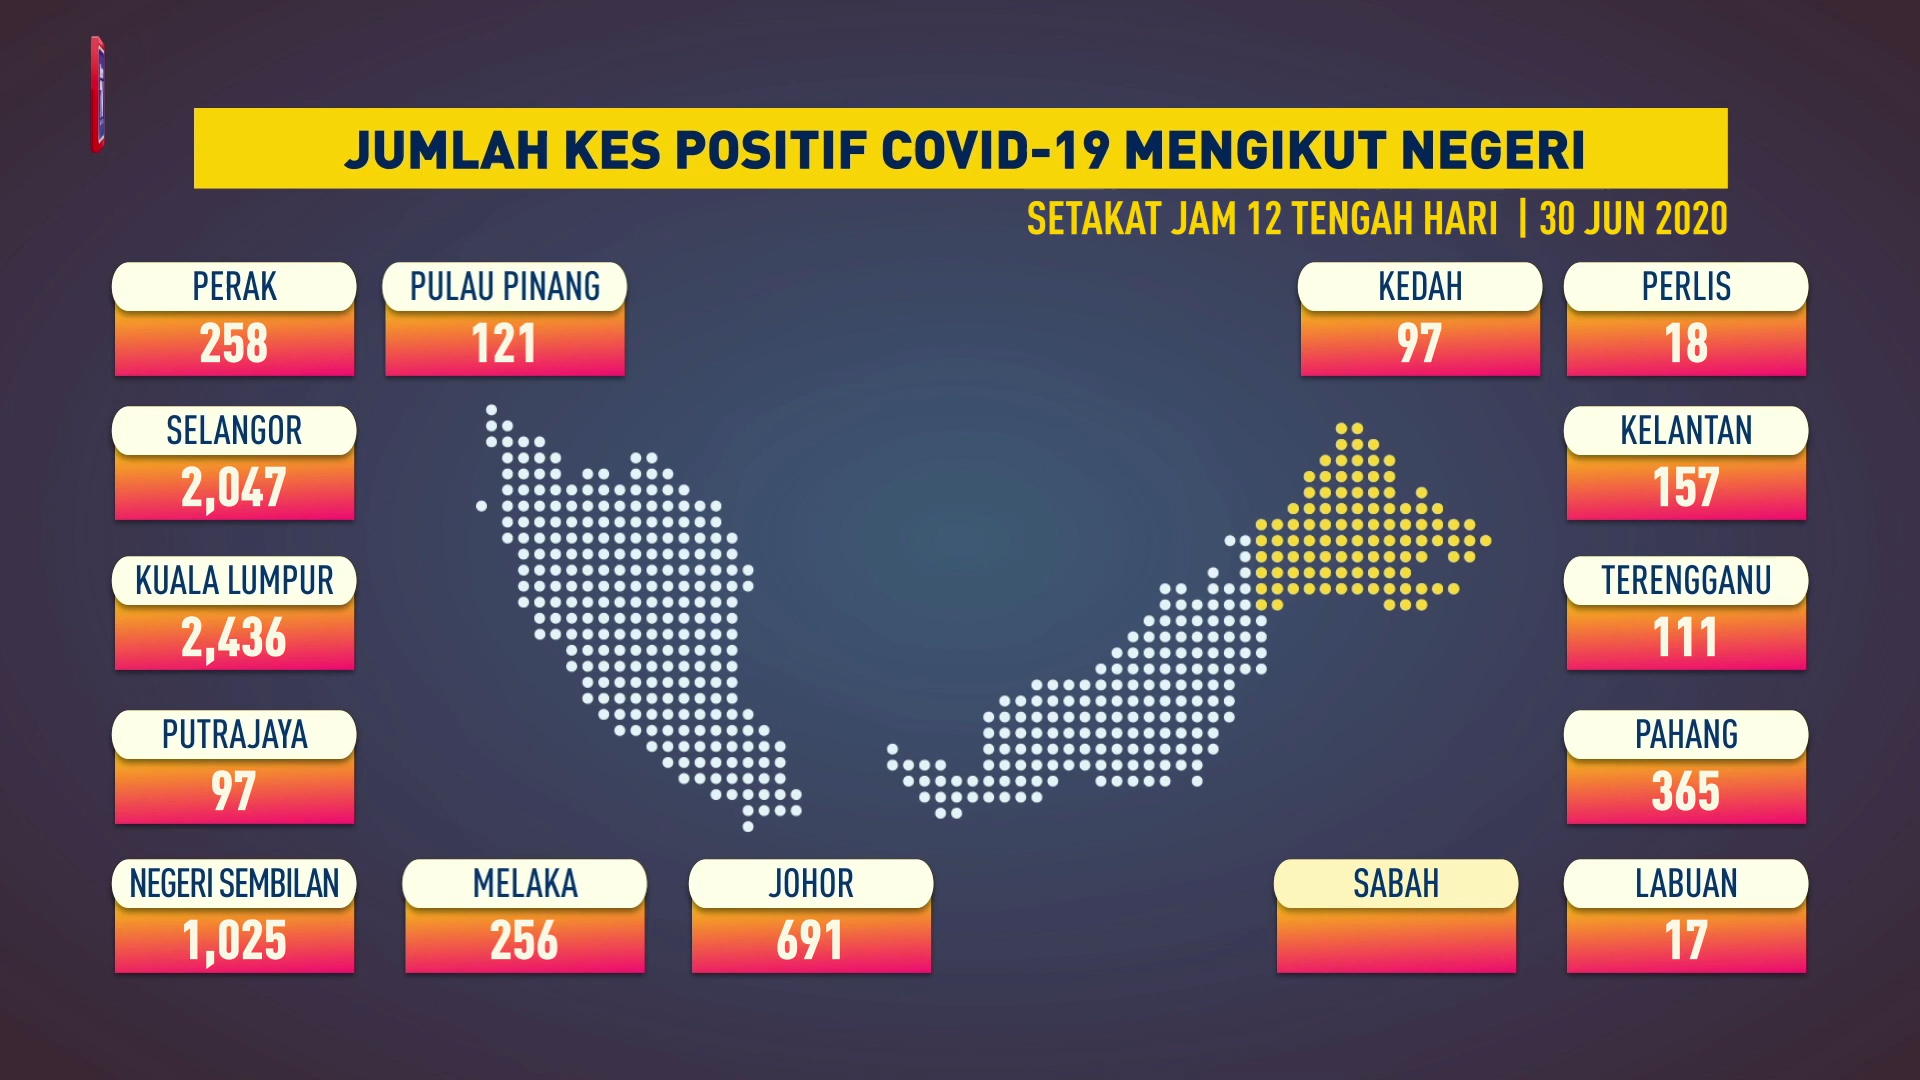 JUMLAH KES POSITIF COVID-19 MENGIKUT NEGERI
SETAKAT JAM 12 TENGAH HARI | 30 JUN 2020
PERAK
258
PULAU PINANG
121
KEDAH
97
PERLIS
18
SELANGOR
2,047
KELANTAN
157
KUALA LUMPUR
2,436
TERENGGANU
111
PUTRAJAYA
97
PAHANG
365
NEGERI SEMBILAN
1,025
MELAKA
256
JOHOR
691
SABAH
LABUAN
17